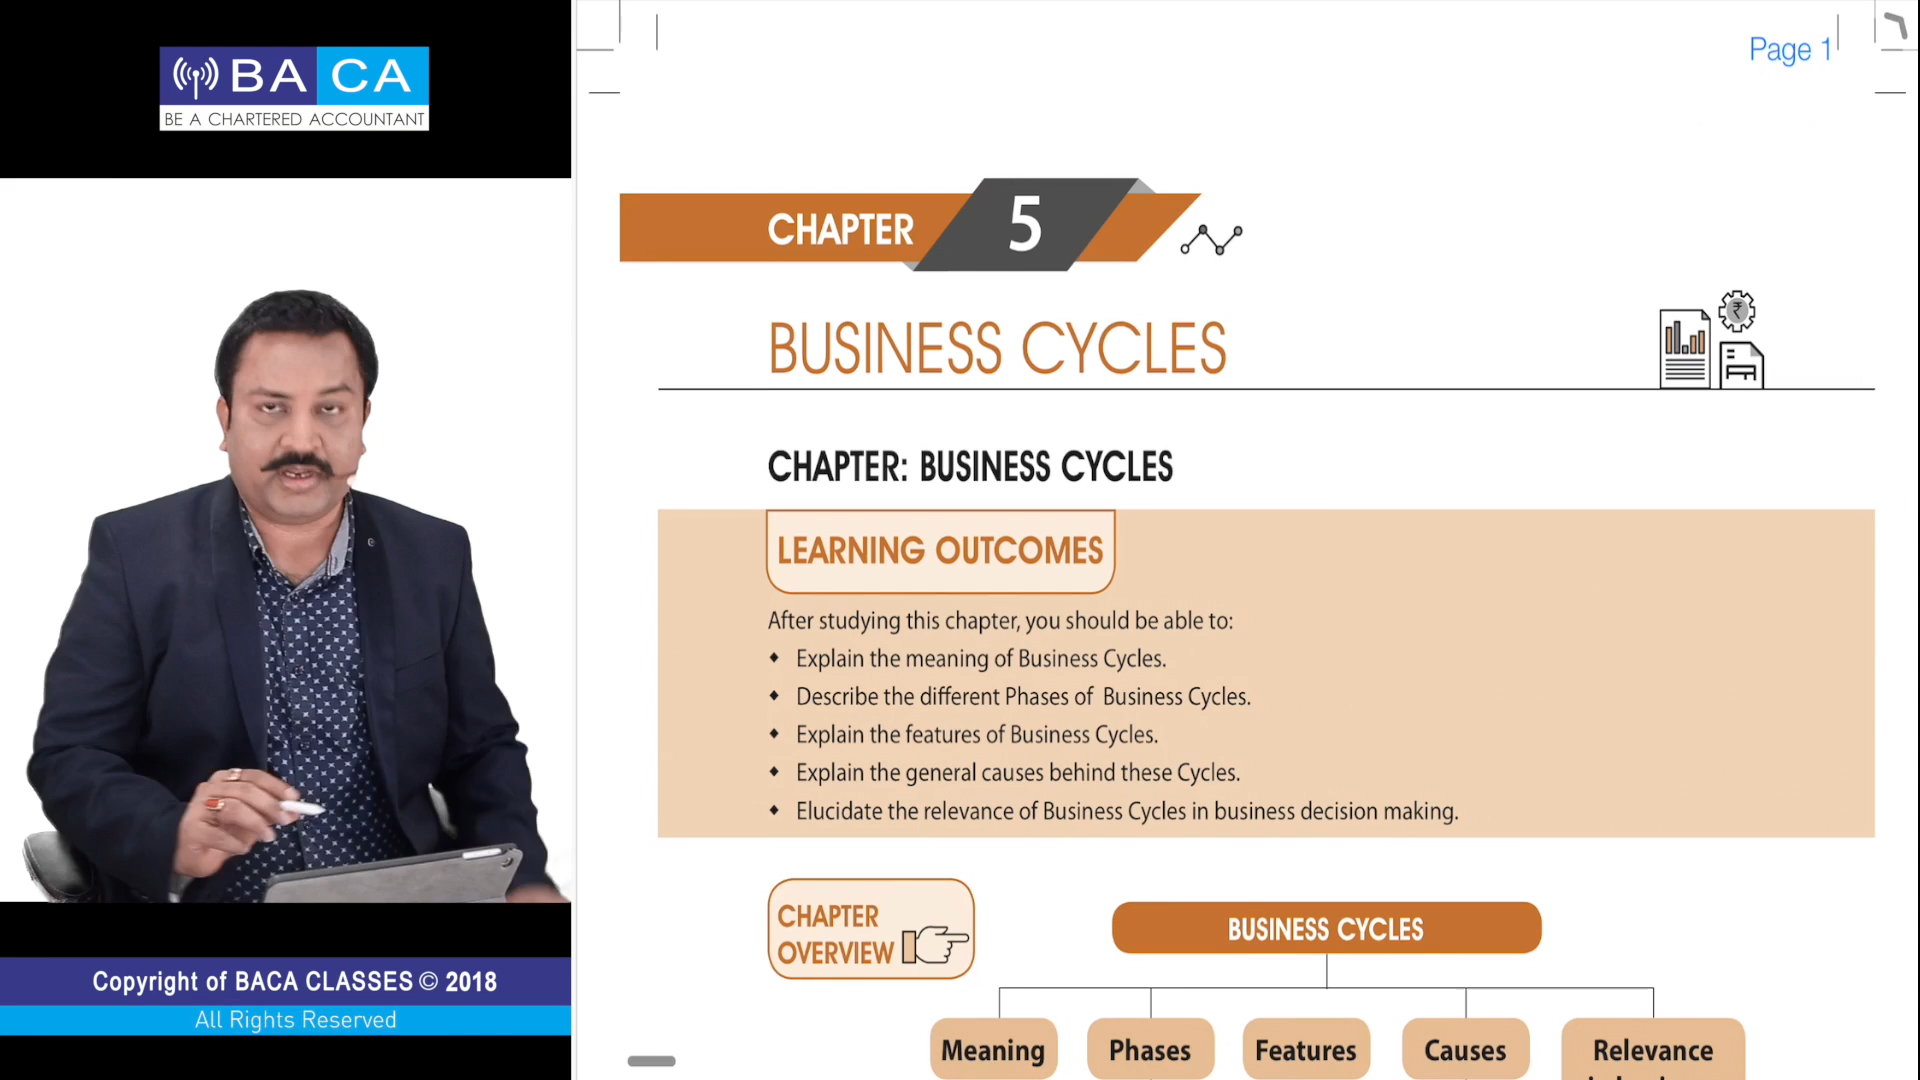 BA CA
BE A CHARTERED ACCOUNTANT
Page 1
CHAPTER 5
BUSINESS CYCLES
CHAPTER: BUSINESS CYCLES
LEARNING OUTCOMES
After studying this chapter, you should be able to:
Explain the meaning of Business Cycles.
Describe the different Phases of Business Cycles.
Explain the features of Business Cycles.
Explain the general causes behind these Cycles.
Elucidate the relevance of Business Cycles in business decision making.
CHAPTER
OVERVIEW
BUSINESS CYCLES
Meaning Phases Features Causes Relevance
Copyright of BACA CLASSES © 2018
All Rights Reserved